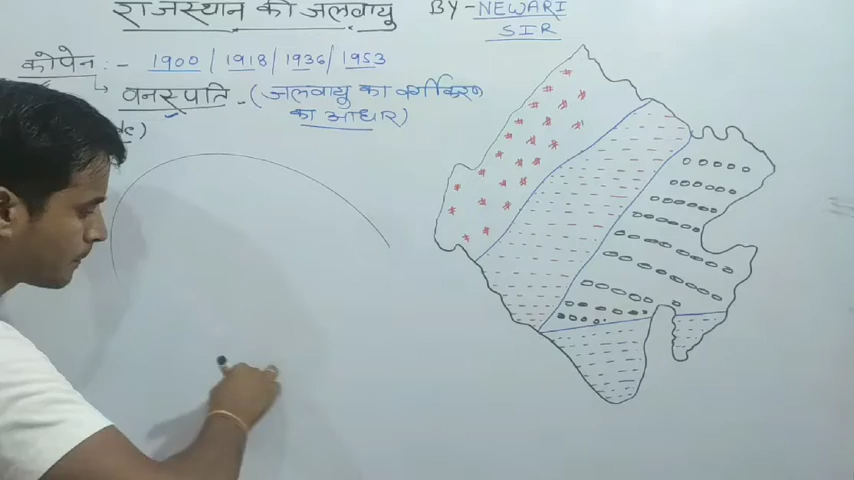 राजस्थान की जलवायु BY-NEWARI
SIR
कोपेन :- 1900 / 1918 / 1936 / 1953
वनस्पति - (जलवायु का वर्गीकरण
का आधार)